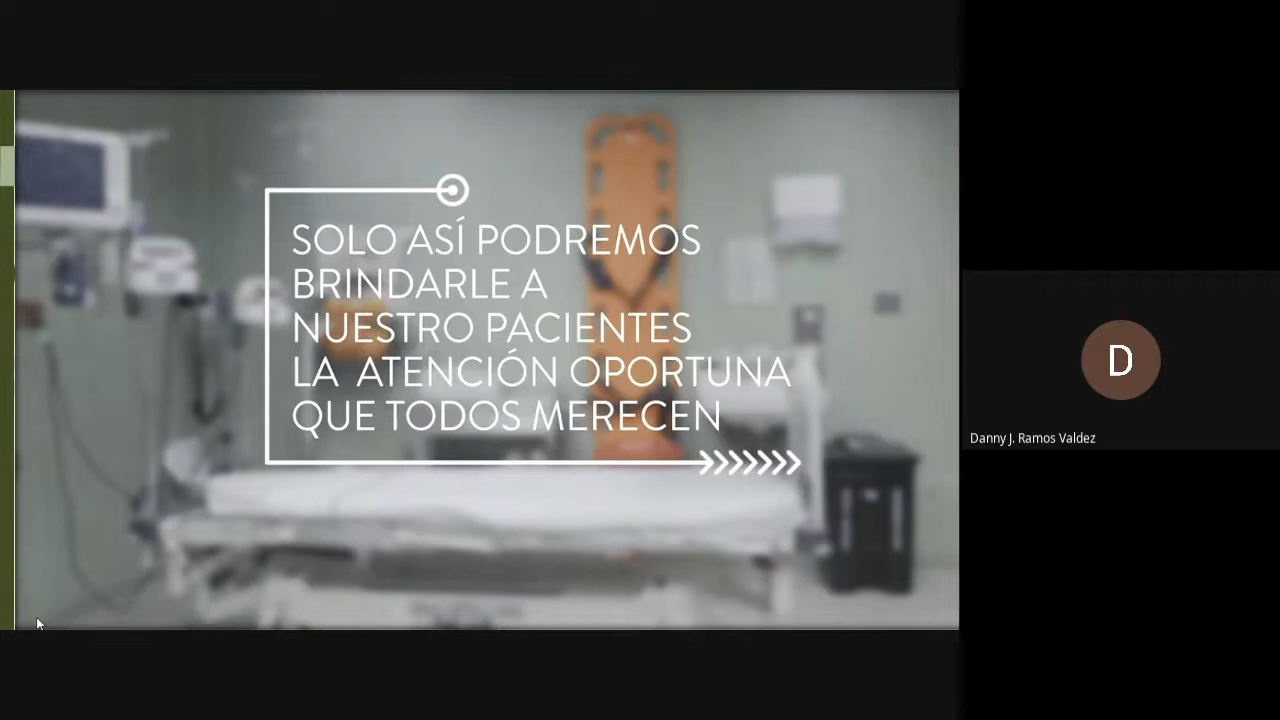 SOLO ASÍ PODREMOS
BRINDARLE A
NUESTRO PACIENTES
LA ATENCIÓN OPORTUNA
QUE TODOS MERECEN
D
Danny J. Ramos Valdez